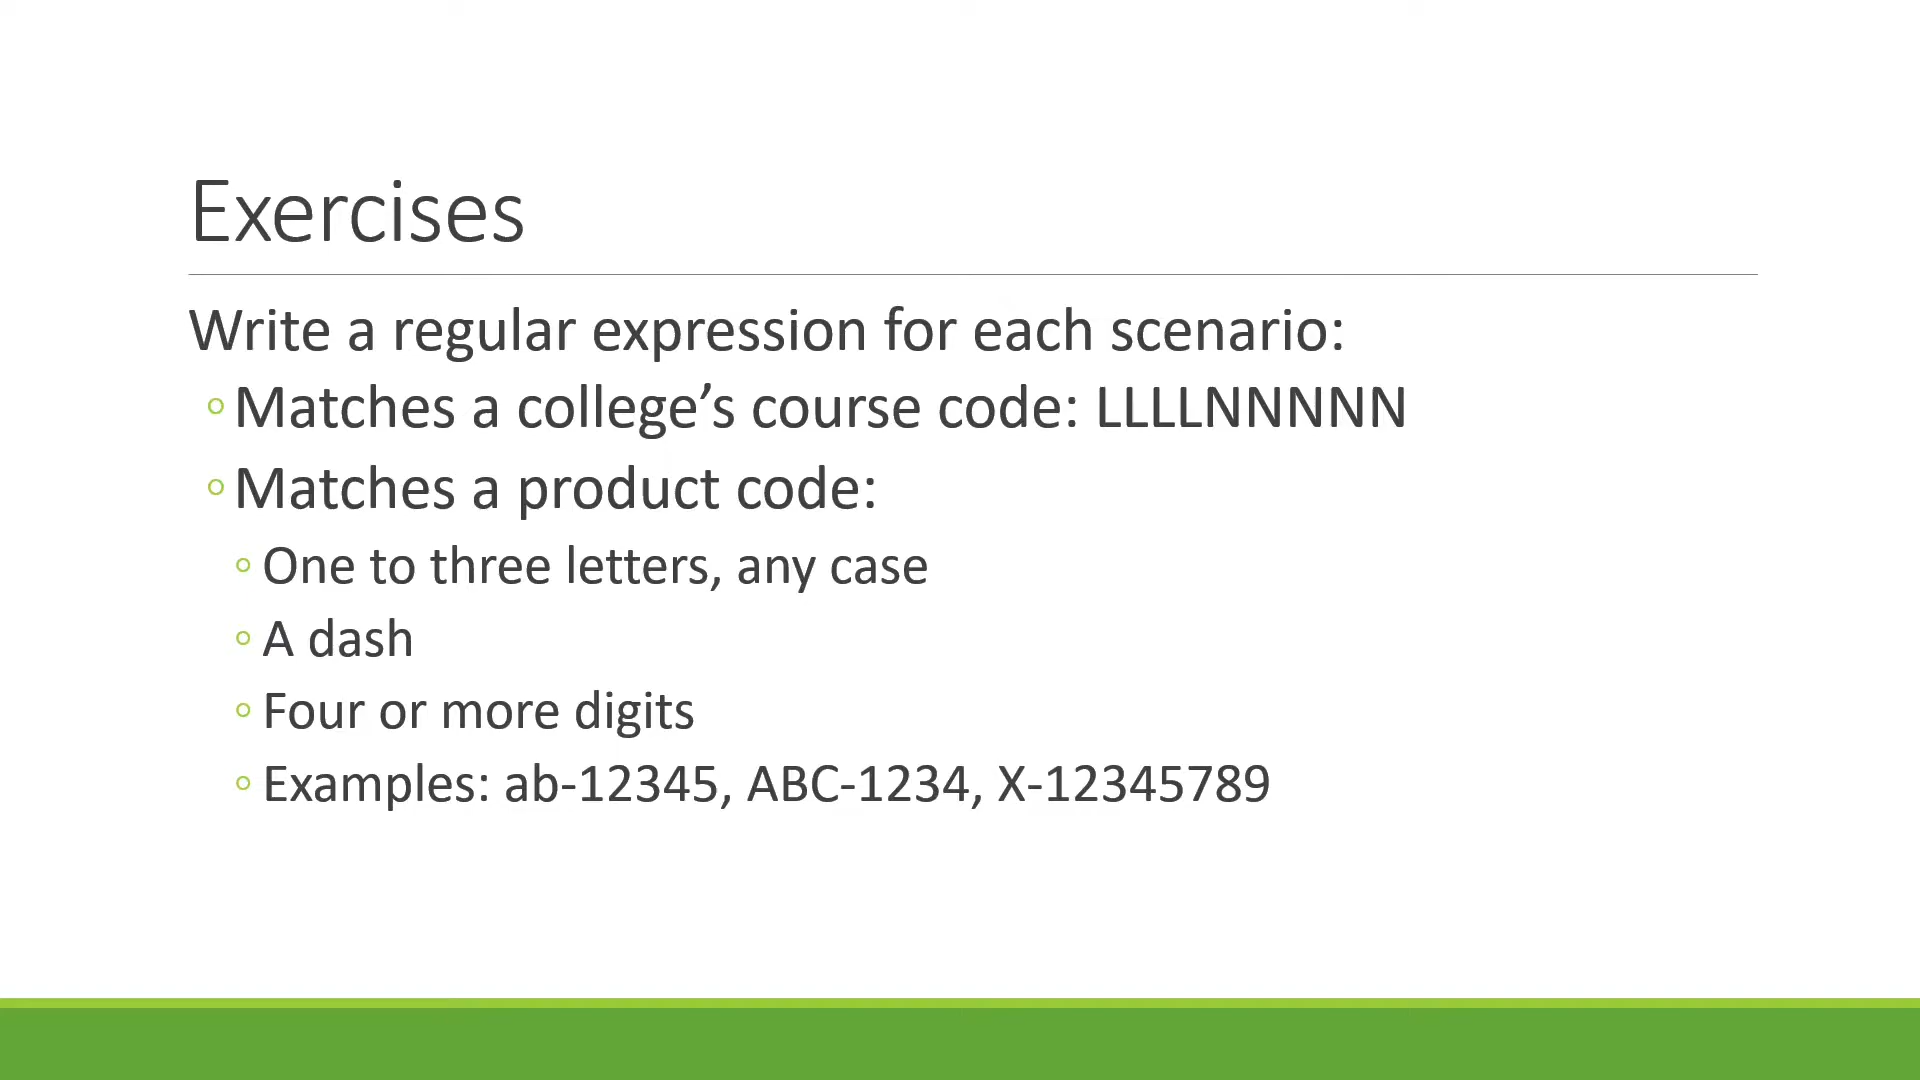 Exercises
Write a regular expression for each scenario:
◦ Matches a college’s course code: LLLLNNNNN
◦ Matches a product code:
◦ One to three letters, any case
◦ A dash
◦ Four or more digits
◦ Examples: ab-12345, ABC-1234, X-12345789